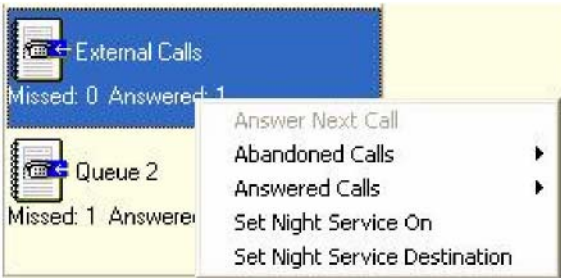 External Calls
Missed: 0 Answered: 1
Answer Next Call
Abandoned Calls
Answered Calls
Set Night Service On
Set Night Service Destination
Queue 2
Missed: 1